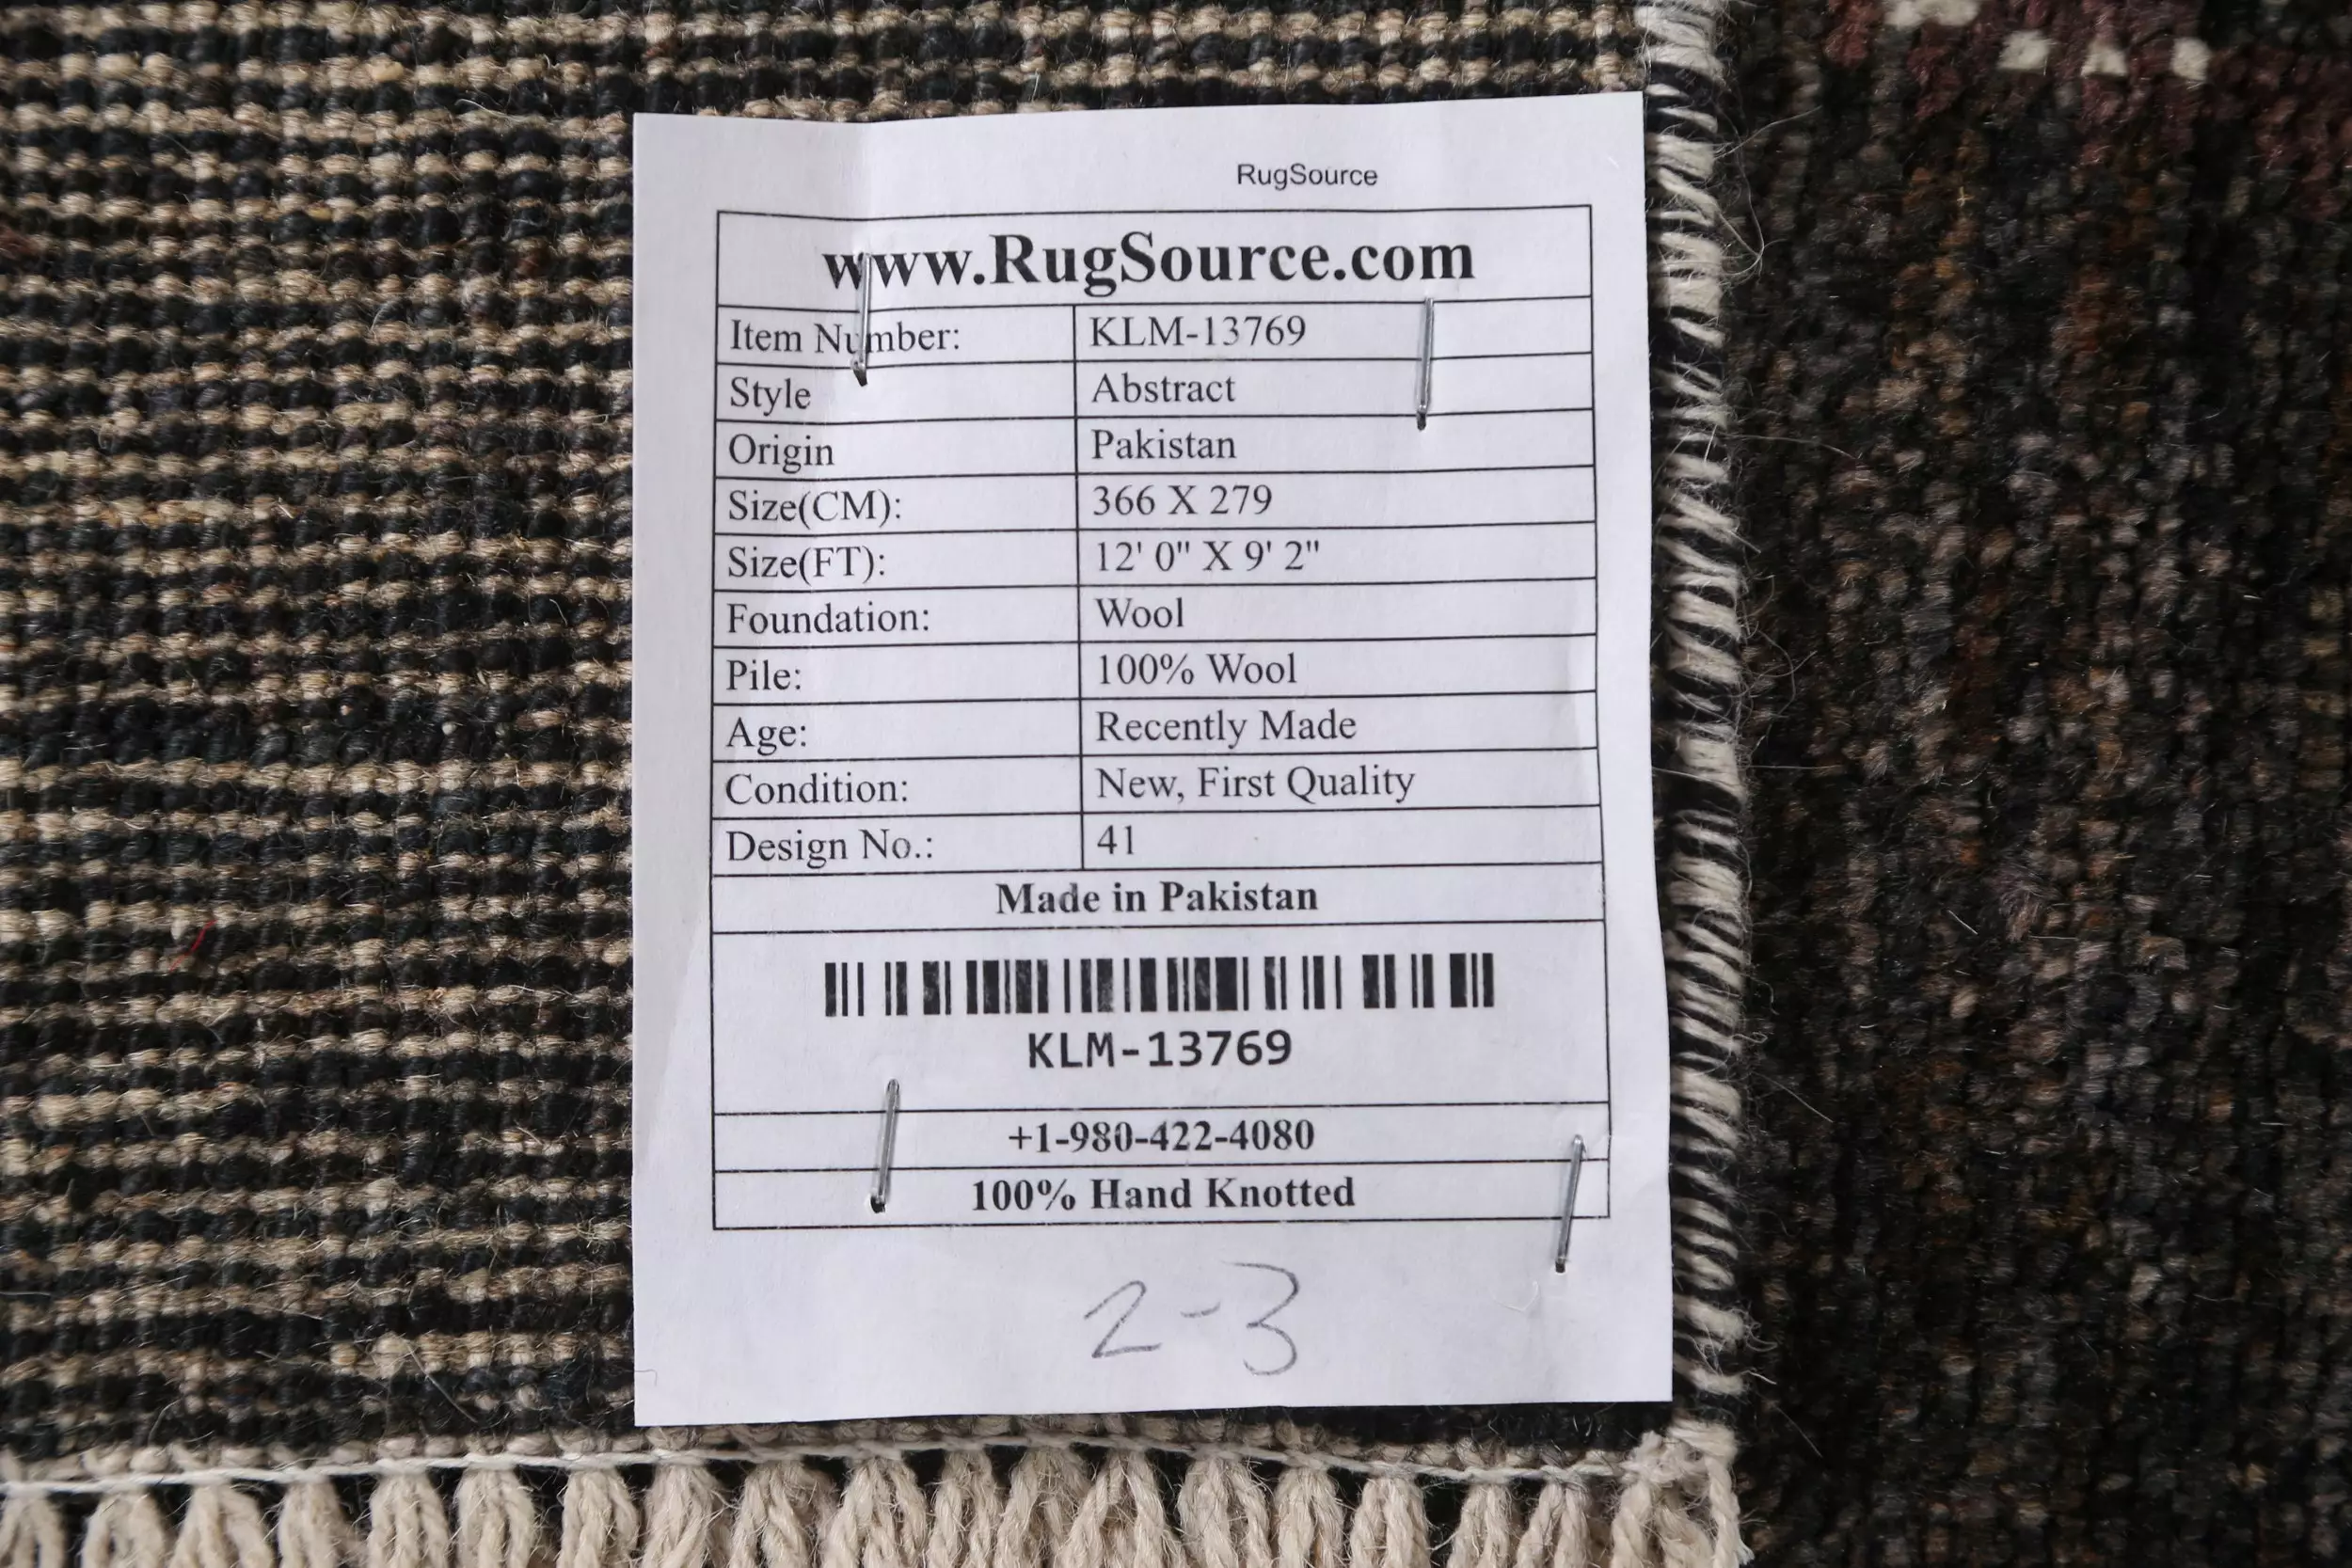 RugSource
www.RugSource.com
Item Number: KLM-13769
Style Abstract
Origin Pakistan
Size(CM): 366 X 279
Size(FT): 12' 0" X 9' 2"
Foundation: Wool
Pile: 100% Wool
Age: Recently Made
Condition: New, First Quality
Design No.: 41
Made in Pakistan
KLM-13769
+1-980-422-4080
100% Hand Knotted
2-3